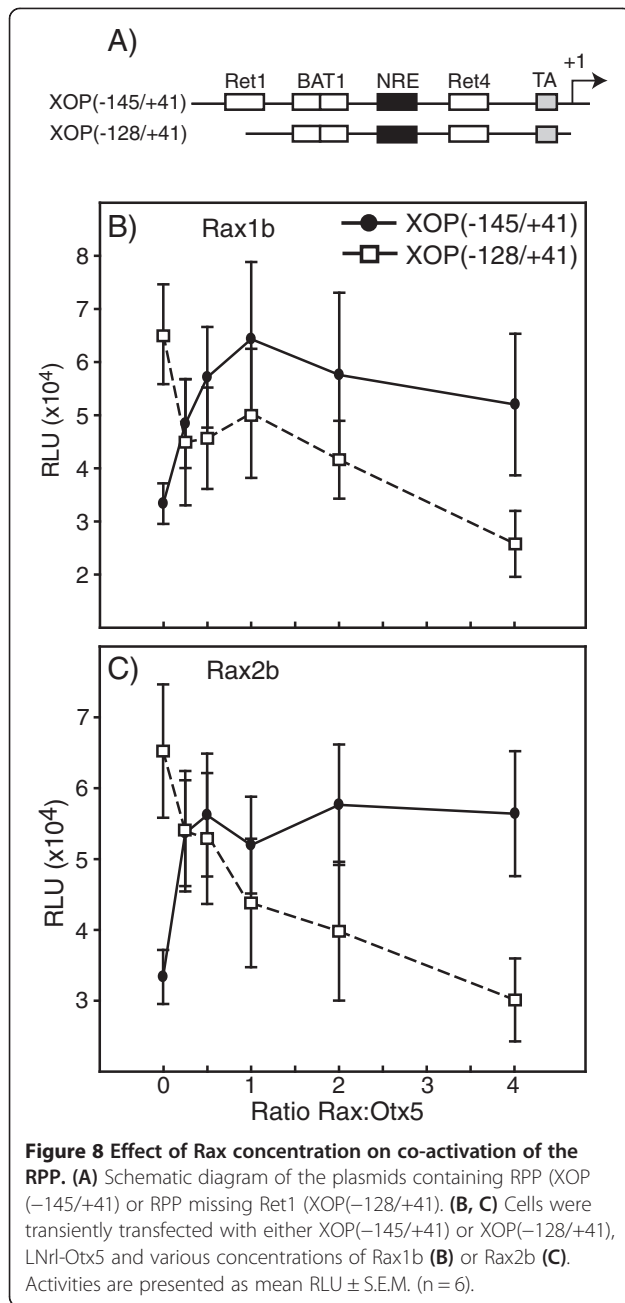 A)
+1
Ret1 BAT1 NRE Ret4 TA
XOP(-145/+41)
XOP(-128/+41)
B) Rax1b
XOP(-145/+41)
XOP(-128/+41)
8
7
6
5
4
3
2
RLU (x10⁴)
C) Rax2b
7
6
5
4
3
RLU (x10⁴)
0 1 2 3 4
Ratio Rax:Otx5
Figure 8 Effect of Rax concentration on co-activation of the
RPP. (A) Schematic diagram of the plasmids containing RPP (XOP
(−145/+41) or RPP missing Ret1 (XOP(−128/+41). (B, C) Cells were
transiently transfected with either XOP(−145/+41) or XOP(−128/+41),
LNrl-Otx5 and various concentrations of Rax1b (B) or Rax2b (C).
Activities are presented as mean RLU ± S.E.M. (n = 6).